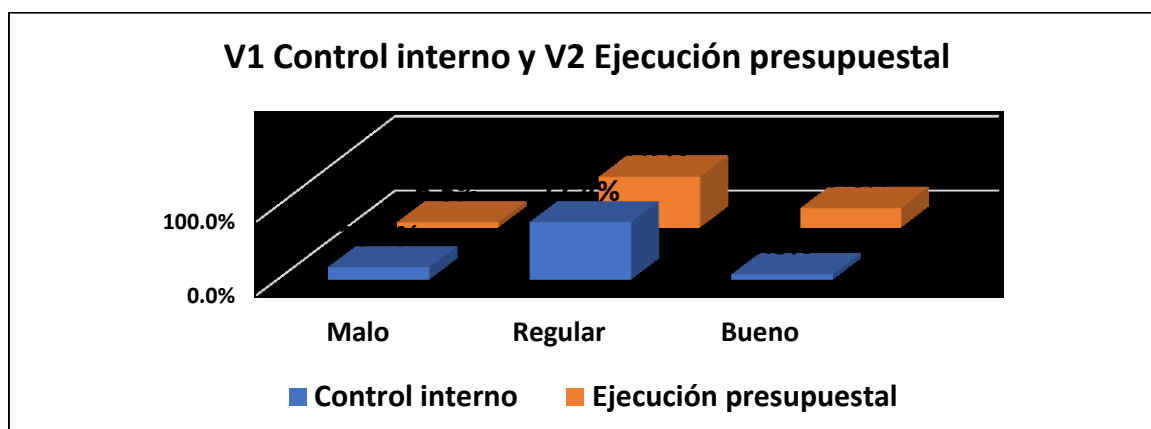 V1 Control interno y V2 Ejecución presupuestal
100.0%
0.0%
Malo Regular Bueno
Control interno Ejecución presupuestal